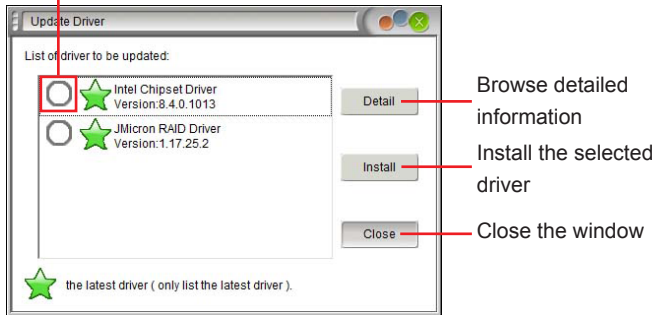 Update Driver
List of driver to be updated:
Intel Chipset Driver
Version:8.4.0.1013
JMicron RAID Driver
Version:1.17.25.2
Detail
Install
Close
the latest driver ( only list the latest driver ).
Browse detailed
information
Install the selected
driver
Close the window